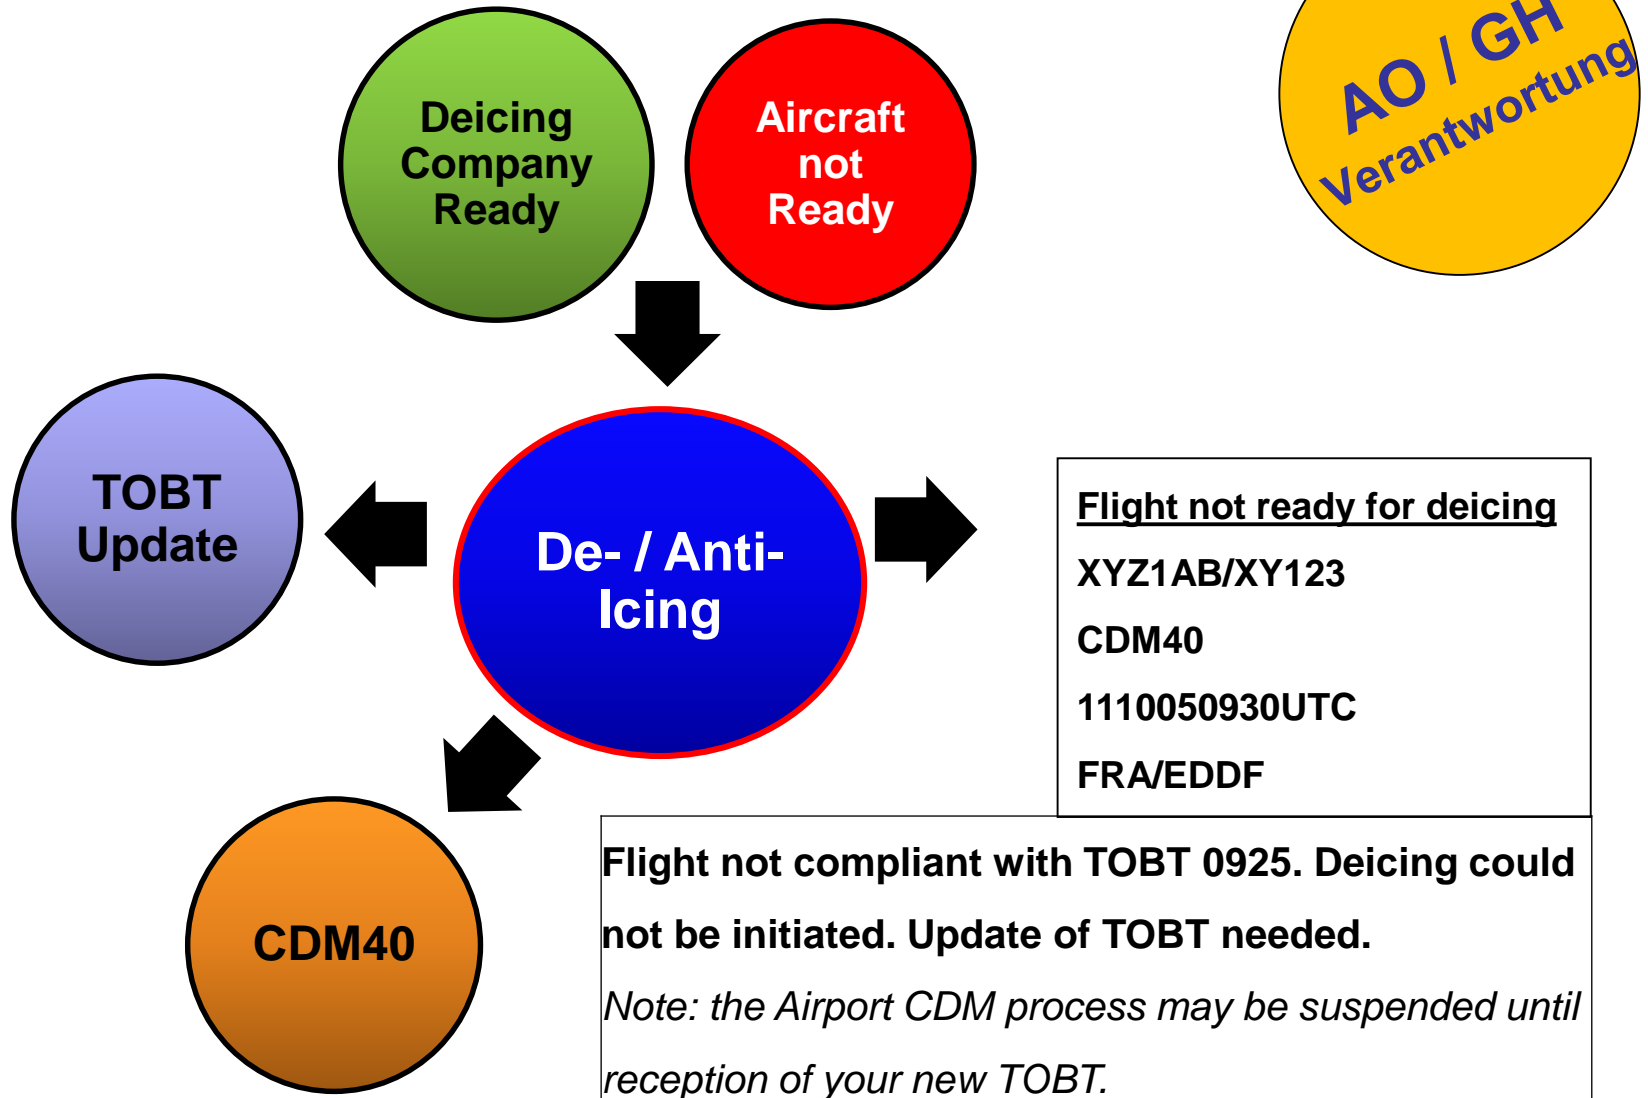 Deicing
Company
Ready
Aircraft
not
Ready
AO / GH
Verantwortung
TOBT
Update
De- / Anti-
Icing
CDM40
Flight not ready for deicing
XYZ1AB/XY123
CDM40
1110050930UTC
FRA/EDDF
Flight not compliant with TOBT 0925. Deicing could
not be initiated. Update of TOBT needed.
Note: the Airport CDM process may be suspended until
reception of your new TOBT.